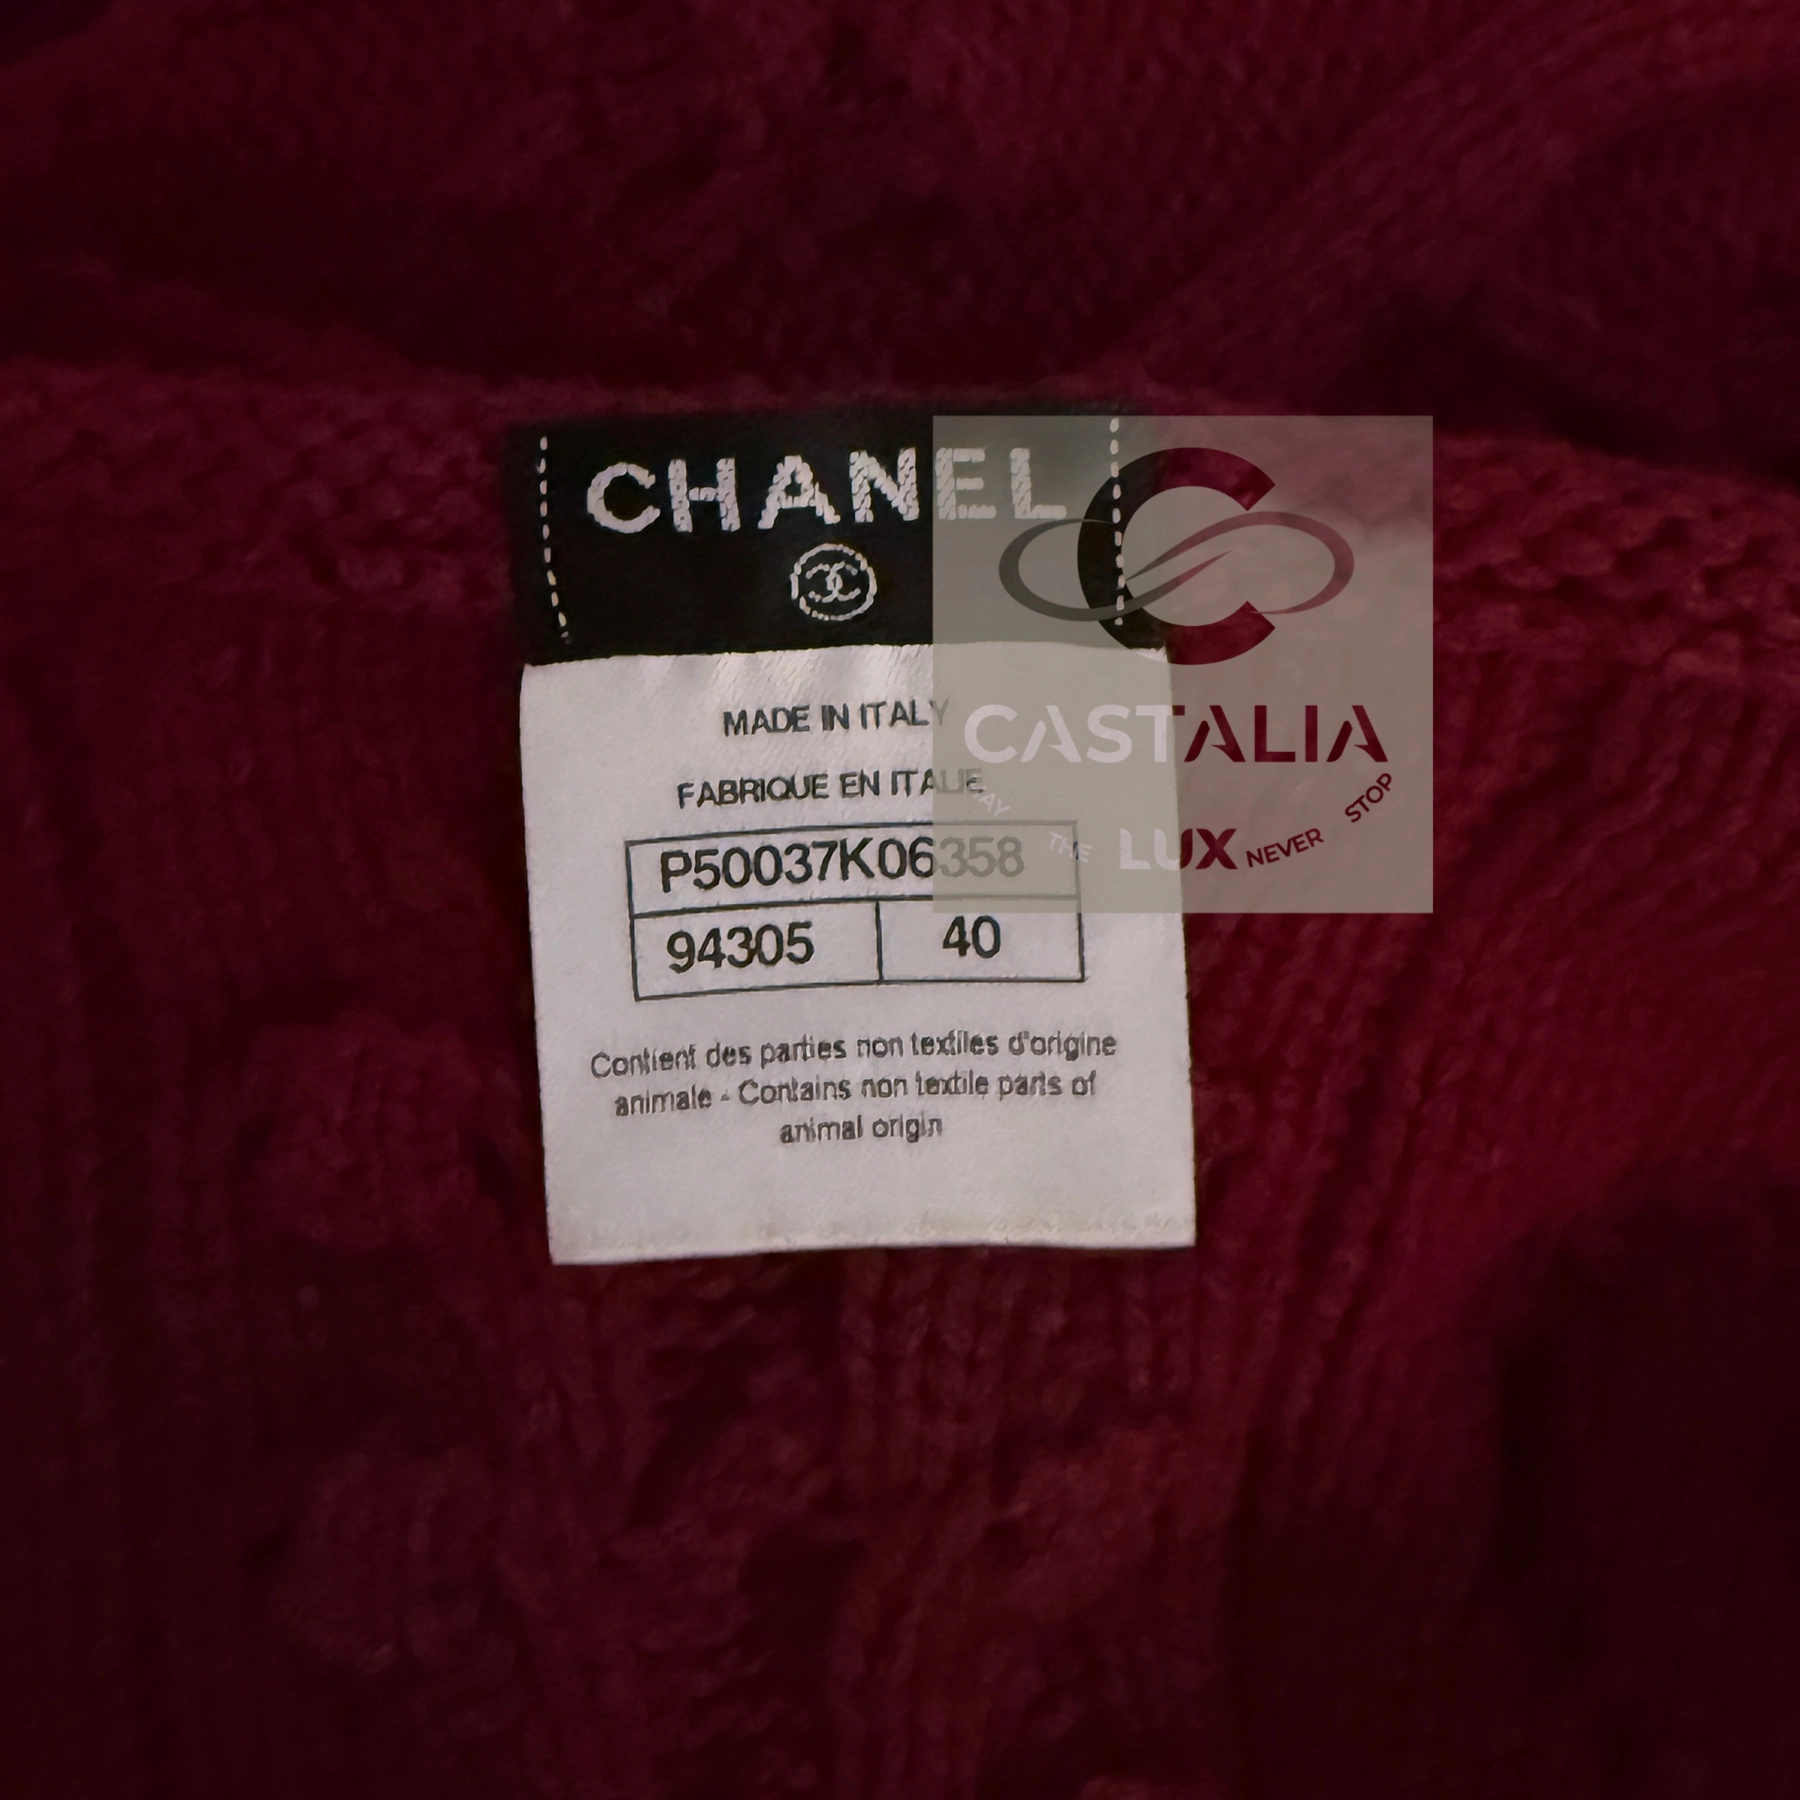 CHANEL
MADE IN ITALY
FABRIQUE EN ITALIE
P50037K06358
94305 40
Contient des parties non textiles d'origine
animale - Contains non textile parts of
animal origin
CASTALIA
THE LUX NEVER STOP